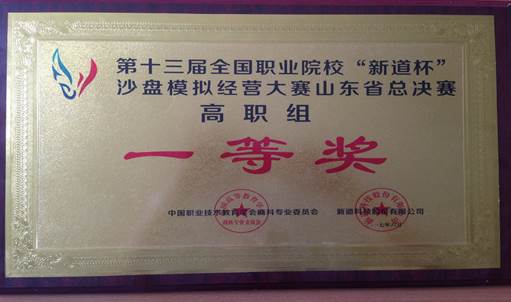 第十三届全国职业院校“新道杯”
沙盘模拟经营大赛山东省总决赛
高职组
一等奖
中国职业技术教育学会商科专业委员会
新道科技股份有限公司